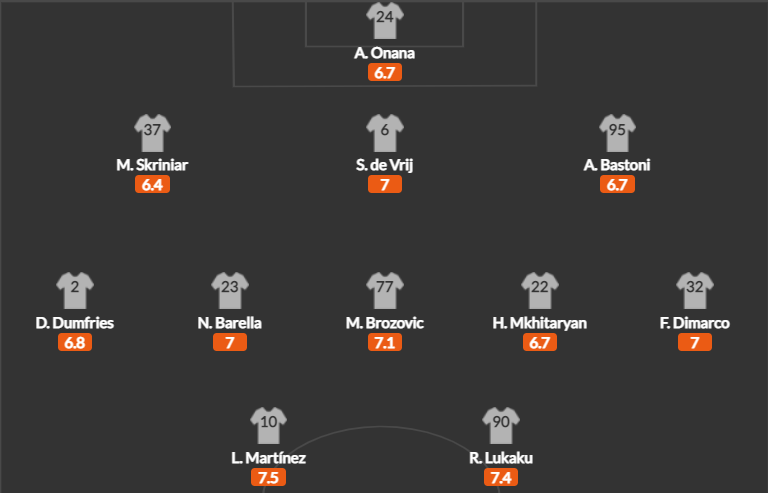 24
A. Onana
6.7
37 6 95
M. Skriniar S. de Vrij A. Bastoni
6.4 7 6.7
2 23 77 22 32
D. Dumfries N. Barella M. Brozovic H. Mkhitaryan F. Dimarco
6.8 7 7.1 6.7 7
10 90
L. Martínez R. Lukaku
7.5 7.4